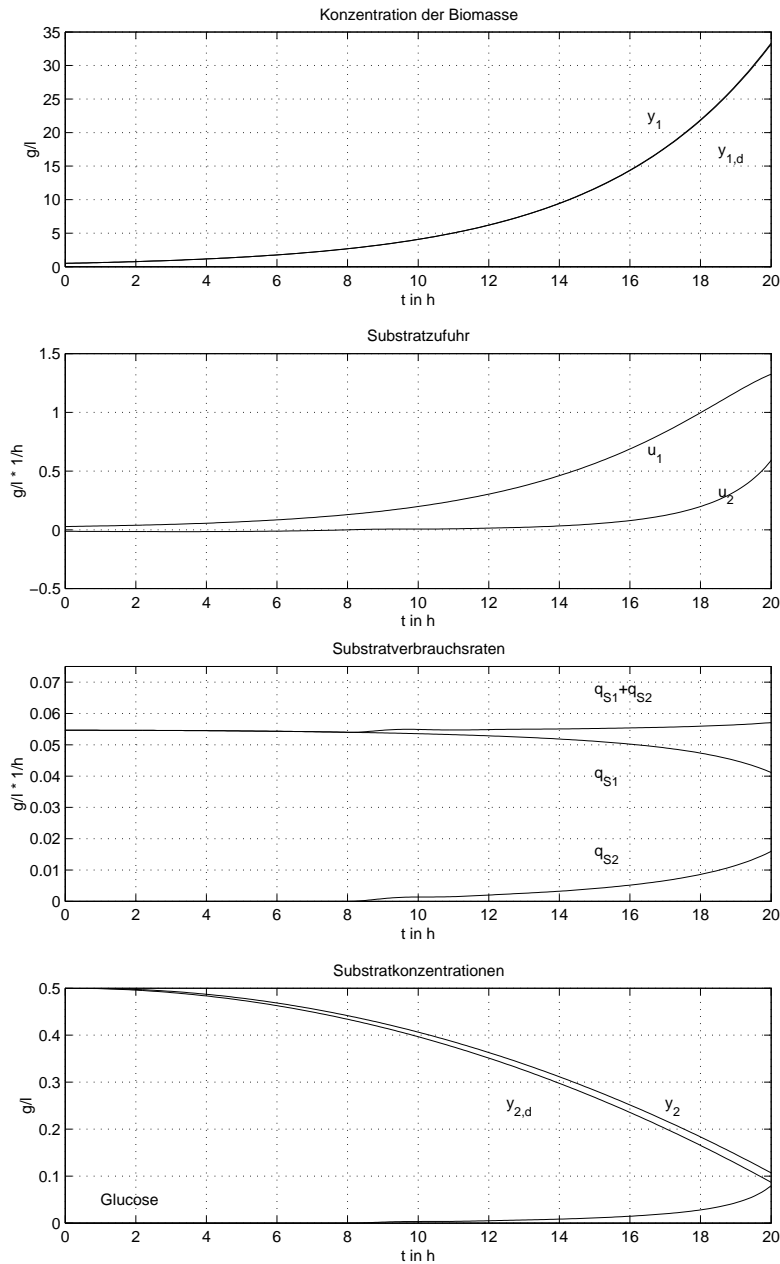 Konzentration der Biomasse
35
30
25
20
15
10
5
0
g/l
y1
y1,d
0 2 4 6 8 10 12 14 16 18 20
t in h
Substratzufuhr
1.5
1
0.5
0
−0.5
g/l * 1/h
u1
u2
0 2 4 6 8 10 12 14 16 18 20
t in h
Substratverbrauchsraten
0.07
0.06
0.05
0.04
0.03
0.02
0.01
0
g/l * 1/h
qS1+qS2
qS1
qS2
0 2 4 6 8 10 12 14 16 18 20
t in h
Substratkonzentrationen
0.5
0.4
0.3
0.2
0.1
0
g/l
y2,d
y2
Glucose
0 2 4 6 8 10 12 14 16 18 20
t in h